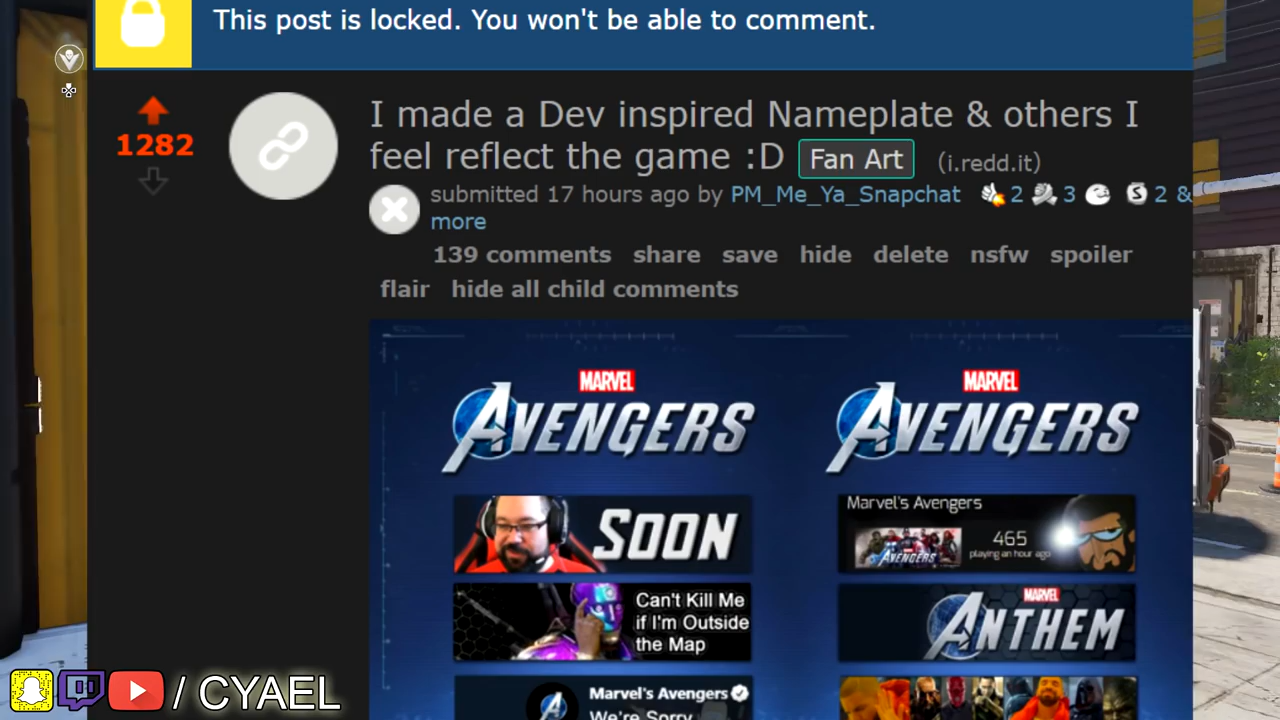 This post is locked. You won't be able to comment.
1282
I made a Dev inspired Nameplate & others I
feel reflect the game :D Fan Art (i.redd.it)
submitted 17 hours ago by PM_Me_Ya_Snapchat 2 3 S 2 &
more
139 comments share save hide delete nsfw spoiler
flair hide all child comments
MARVEL
AVENGERS
MARVEL
AVENGERS
SOON
Marvel's Avengers
AVENGERS
465
playing an hour ago
Can't Kill Me
if I'm Outside
the Map
MARVEL
ANTHEM
Marvel's Avengers
We're Sorry
/ CYAEL